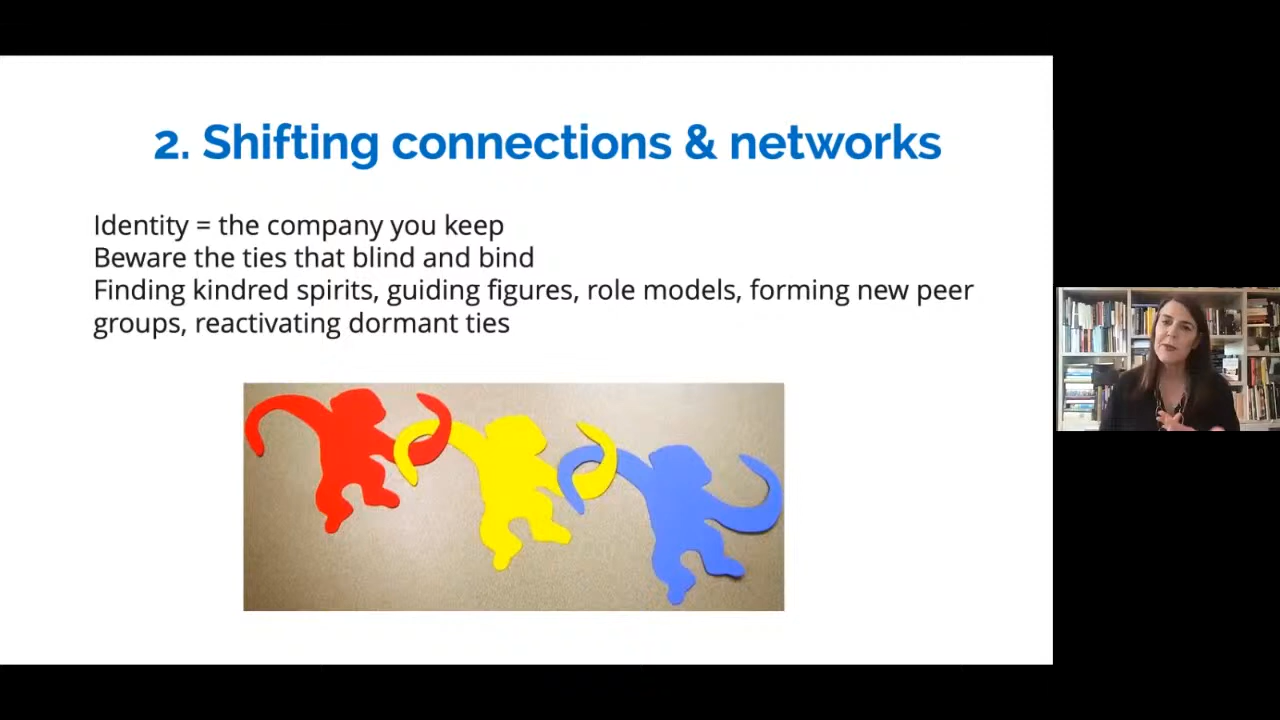 2. Shifting connections & networks
Identity = the company you keep
Beware the ties that blind and bind
Finding kindred spirits, guiding figures, role models, forming new peer
groups, reactivating dormant ties